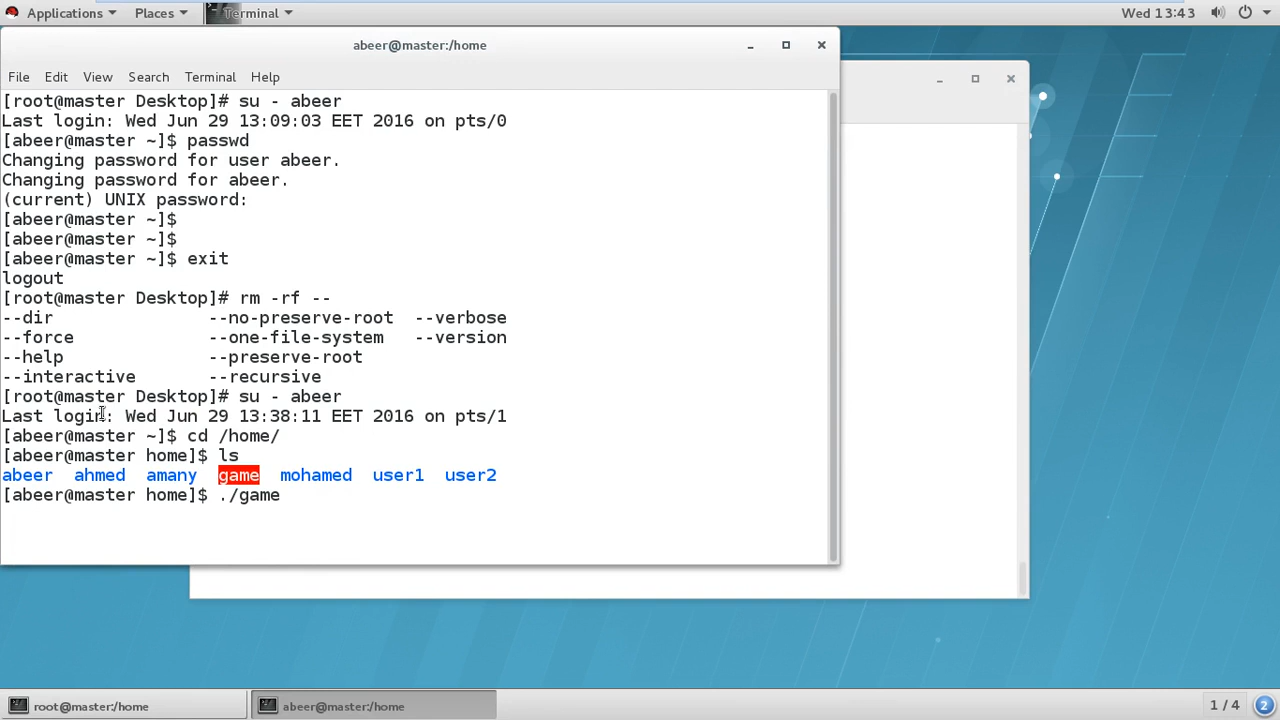 Applications Places Terminal Wed 13:43
abeer@master:/home
File Edit View Search Terminal Help
[root@master Desktop]# su - abeer
Last login: Wed Jun 29 13:09:03 EET 2016 on pts/0
[abeer@master ~]$ passwd
Changing password for user abeer.
Changing password for abeer.
(current) UNIX password:
[abeer@master ~]$
[abeer@master ~]$
[abeer@master ~]$ exit
logout
[root@master Desktop]# rm -rf --
--dir --no-preserve-root --verbose
--force --one-file-system --version
--help --preserve-root
--interactive --recursive
[root@master Desktop]# su - abeer
Last login: Wed Jun 29 13:38:11 EET 2016 on pts/1
[abeer@master ~]$ cd /home/
[abeer@master home]$ ls
abeer ahmed amany game mohamed user1 user2
[abeer@master home]$ ./game
root@master:/home abeer@master:/home 1 / 4 2